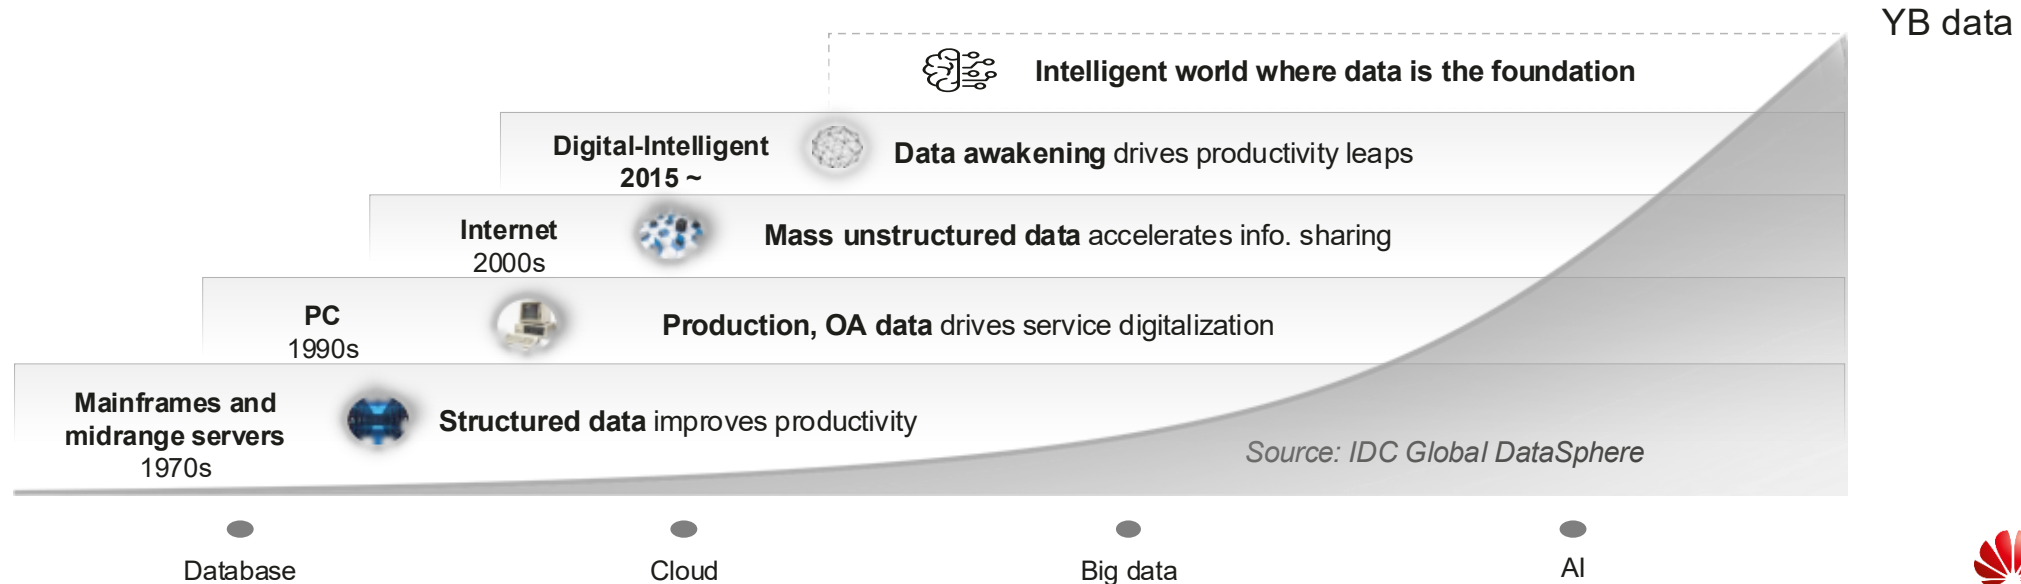 YB data
Intelligent world where data is the foundation
Digital-Intelligent
2015 ~
Data awakening drives productivity leaps
Internet
2000s
Mass unstructured data accelerates info. sharing
PC
1990s
Production, OA data drives service digitalization
Mainframes and
midrange servers
1970s
Structured data improves productivity
Source: IDC Global DataSphere
Database
Cloud
Big data
AI